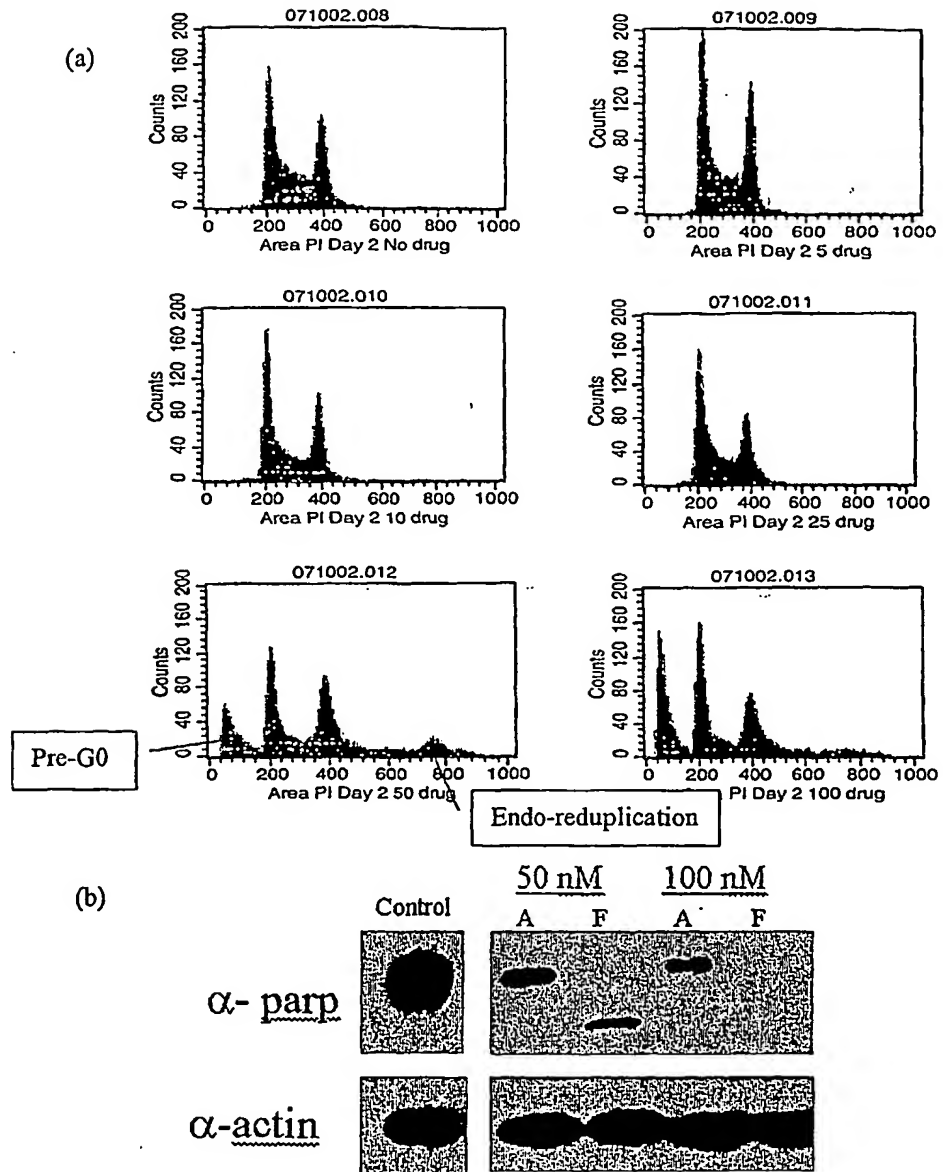 (a)
071002.008
Counts
0 40 80 120 160 200
0 200 400 600 800 1000
Area PI Day 2 No drug
071002.009
Counts
0 40 80 120 160 200
0 200 400 600 800 1000
Area PI Day 2 5 drug
071002.010
Counts
0 40 80 120 160 200
0 200 400 600 800 1000
Area PI Day 2 10 drug
071002.011
Counts
0 40 80 120 160 200
0 200 400 600 800 1000
Area PI Day 2 25 drug
071002.012
Counts
0 40 80 120 160 200
0 200 400 600 800 1000
Area PI Day 2 50 drug
071002.013
Counts
0 40 80 120 160 200
0 200 400 600 800 1000
PI Day 2 100 drug
Pre-G0
Endo-reduplication
(b)
Control
50 nM 100 nM
A F A F
α- parp
α-actin